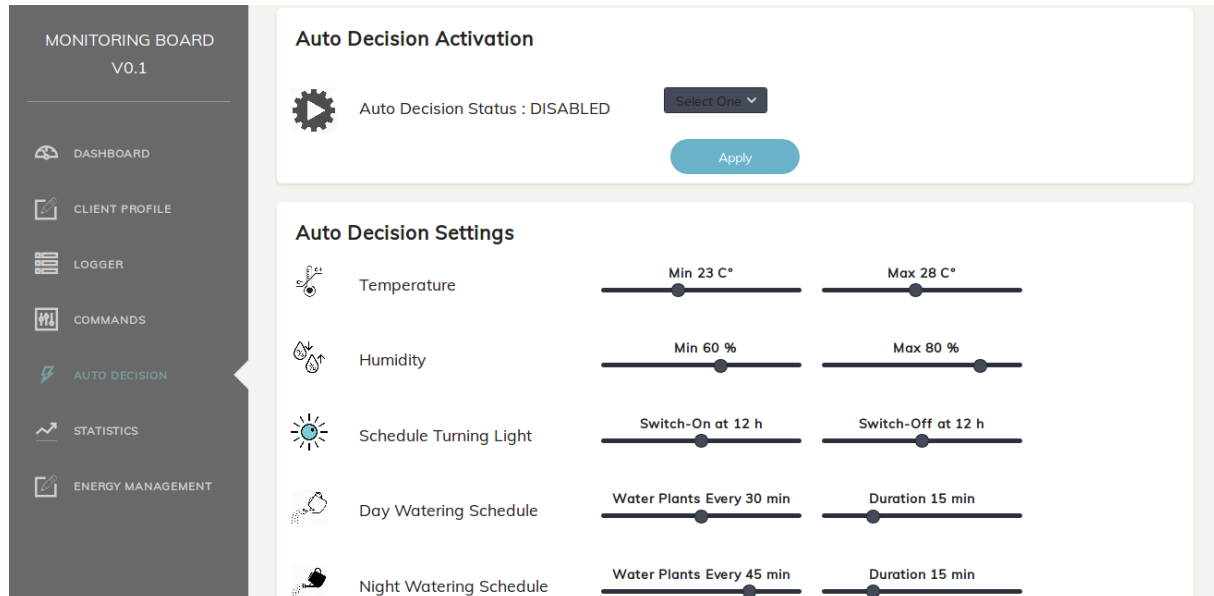 MONITORING BOARD
V0.1
DASHBOARD
CLIENT PROFILE
LOGGER
COMMANDS
AUTO DECISION
STATISTICS
ENERGY MANAGEMENT
Auto Decision Activation
Auto Decision Status : DISABLED
Select One
Apply
Auto Decision Settings
Temperature
Min 23 C°
Max 28 C°
Humidity
Min 60 %
Max 80 %
Schedule Turning Light
Switch-On at 12 h
Switch-Off at 12 h
Day Watering Schedule
Water Plants Every 30 min
Duration 15 min
Night Watering Schedule
Water Plants Every 45 min
Duration 15 min